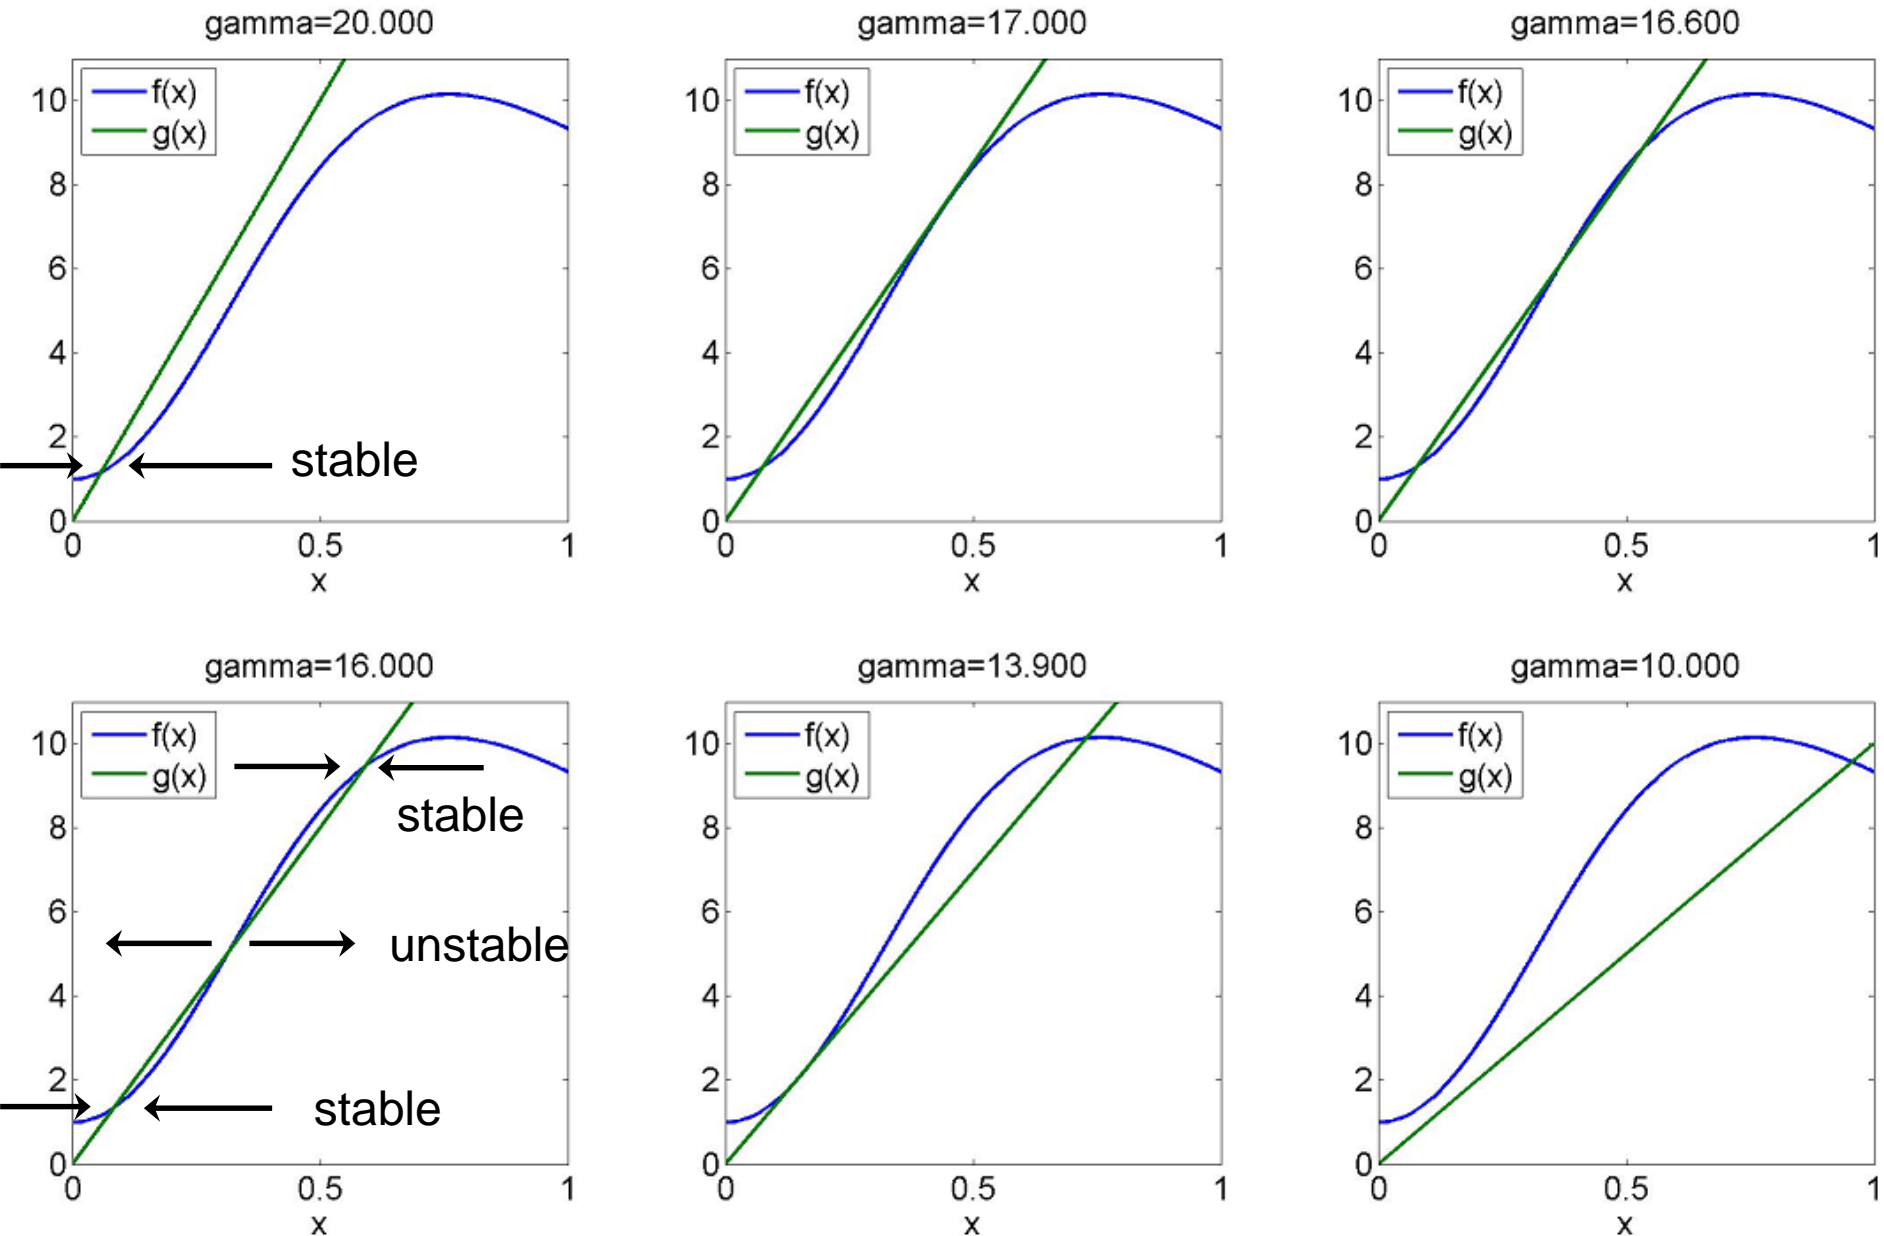 gamma=20.000
f(x)
g(x)
10
8
6
4
2
0
stable
0 0.5 1
x
gamma=17.000
f(x)
g(x)
10
8
6
4
2
0
0 0.5 1
x
gamma=16.600
f(x)
g(x)
10
8
6
4
2
0
0 0.5 1
x
gamma=16.000
f(x)
g(x)
10
8
6
4
2
0
stable
unstable
stable
0 0.5 1
x
gamma=13.900
f(x)
g(x)
10
8
6
4
2
0
0 0.5 1
x
gamma=10.000
f(x)
g(x)
10
8
6
4
2
0
0 0.5 1
x